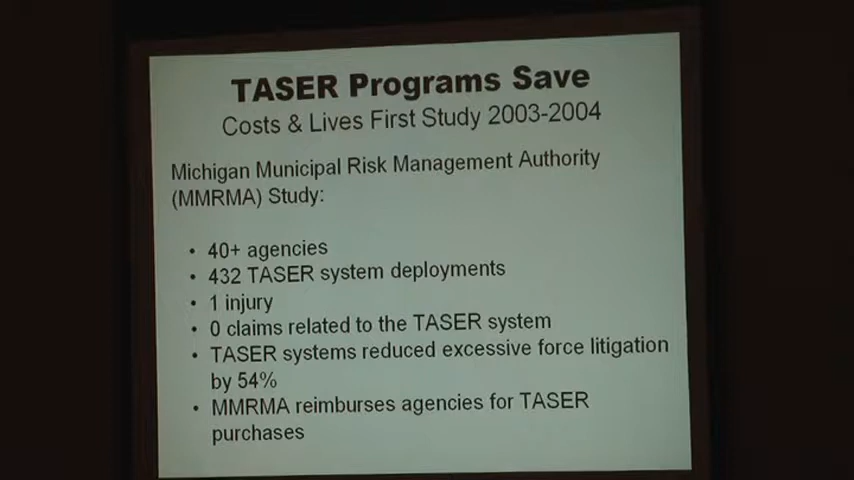 TASER Programs Save
Costs & Lives First Study 2003-2004
Michigan Municipal Risk Management Authority
(MMRMA) Study:
• 40+ agencies
• 432 TASER system deployments
• 1 injury
• 0 claims related to the TASER system
• TASER systems reduced excessive force litigation
by 54%
• MMRMA reimburses agencies for TASER
purchases